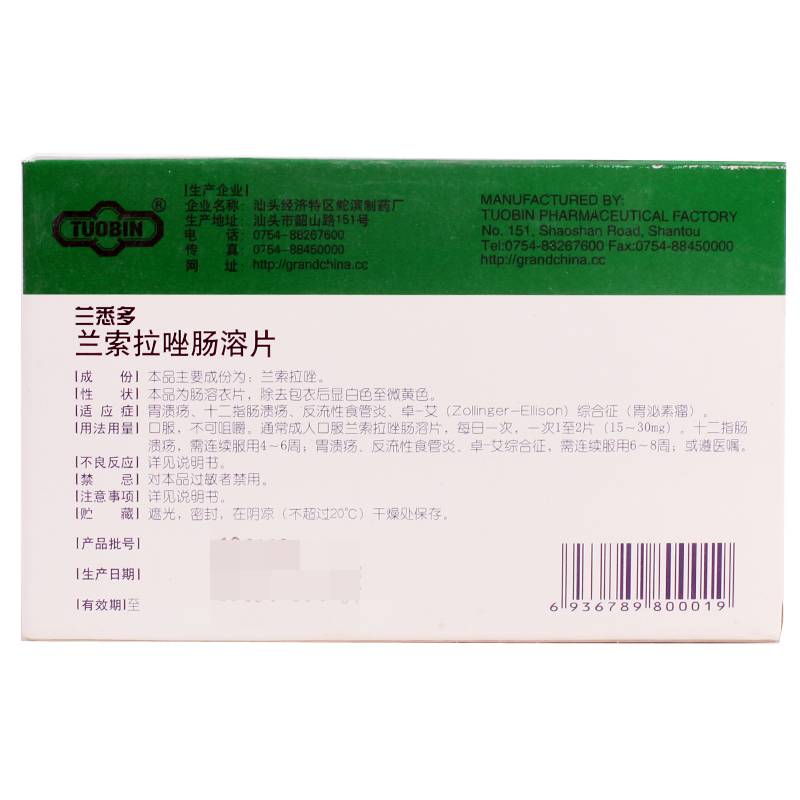 TUOBIN®
[生产企业]
企业名称：汕头经济特区鮀滨制药厂
生产地址：汕头市韶山路151号
电 话：0754-88267600
传 真：0754-88450000
网 址：http://grandchina.cc
MANUFACTURED BY:
TUOBIN PHARMACEUTICAL FACTORY
No. 151, Shaoshan Road, Shantou
Tel:0754-83267600 Fax:0754-88450000
http://grandchina.cc
兰悉多
兰索拉唑肠溶片
[成 份] 本品主要成份为：兰索拉唑。
[性 状] 本品为肠溶衣片，除去包衣后显白色至微黄色。
[适 应 症] 胃溃疡、十二指肠溃疡、反流性食管炎、卓-艾（Zollinger-Ellison）综合征（胃泌素瘤）。
[用法用量] 口服，不可咀嚼。通常成人口服兰索拉唑肠溶片，每日一次，一次1至2片（15～30mg）。十二指肠
溃疡，需连续服用4～6周；胃溃疡、反流性食管炎、卓-艾综合征，需连续服用6～8周；或遵医嘱。
[不良反应] 详见说明书。
[禁 忌] 对本品过敏者禁用。
[注意事项] 详见说明书。
[贮 藏] 遮光，密封，在阴凉（不超过20℃）干燥处保存。
[产品批号]
[生产日期]
[有效期]至
6 936789 800019